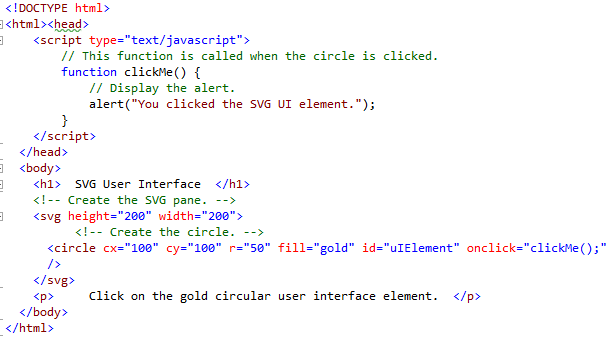 <!DOCTYPE html>
<html><head>
<script type="text/javascript">
// This function is called when the circle is clicked.
function clickMe() {
// Display the alert.
alert("You clicked the SVG UI element.");
}
</script>
</head>
<body>
<h1>  SVG User Interface  </h1>
<!-- Create the SVG pane. -->
<svg height="200" width="200">
<!-- Create the circle. -->
<circle cx="100" cy="100" r="50" fill="gold" id="uIElement" onclick="clickMe();"
/>
</svg>
<p>     Click on the gold circular user interface element.  </p>
</body>
</html>